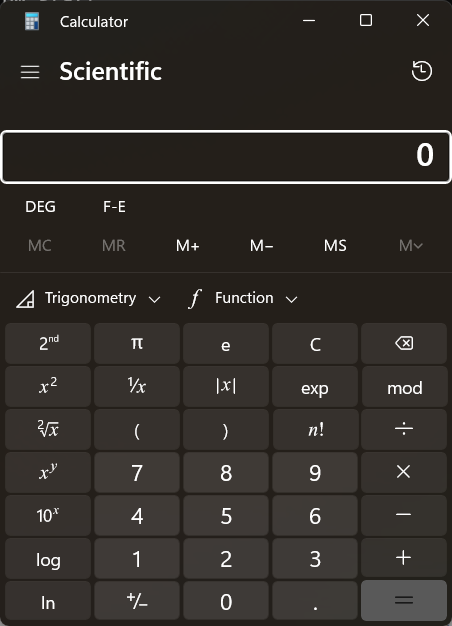 Calculator
Scientific
0
DEG F-E
MC MR M+ M− MS M
Trigonometry f Function
2ⁿᵈ π e C
x² ¹/x |x| exp mod
²√x ( ) n! ÷
xʸ 7 8 9 ×
10ˣ 4 5 6 −
log 1 2 3 +
ln +/− 0 . =